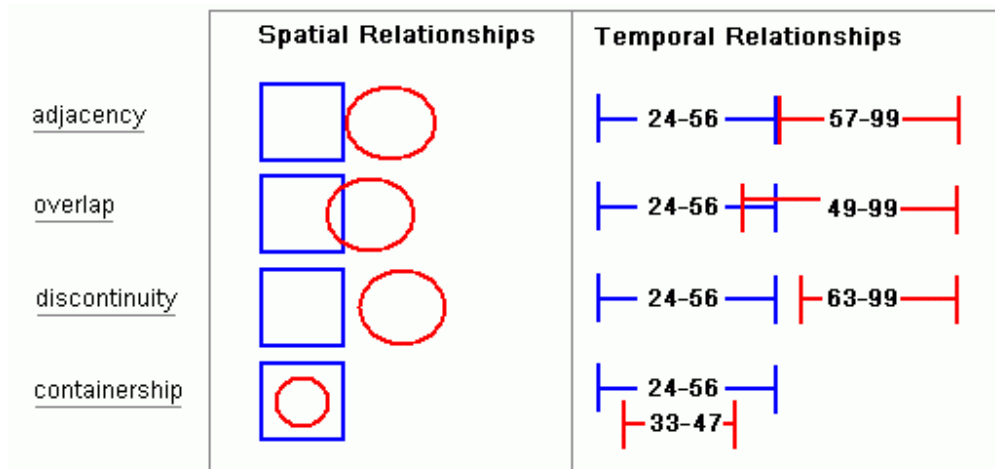 Spatial Relationships
Temporal Relationships
adjacency
24-56
57-99
overlap
24-56
49-99
discontinuity
24-56
63-99
containership
24-56
33-47